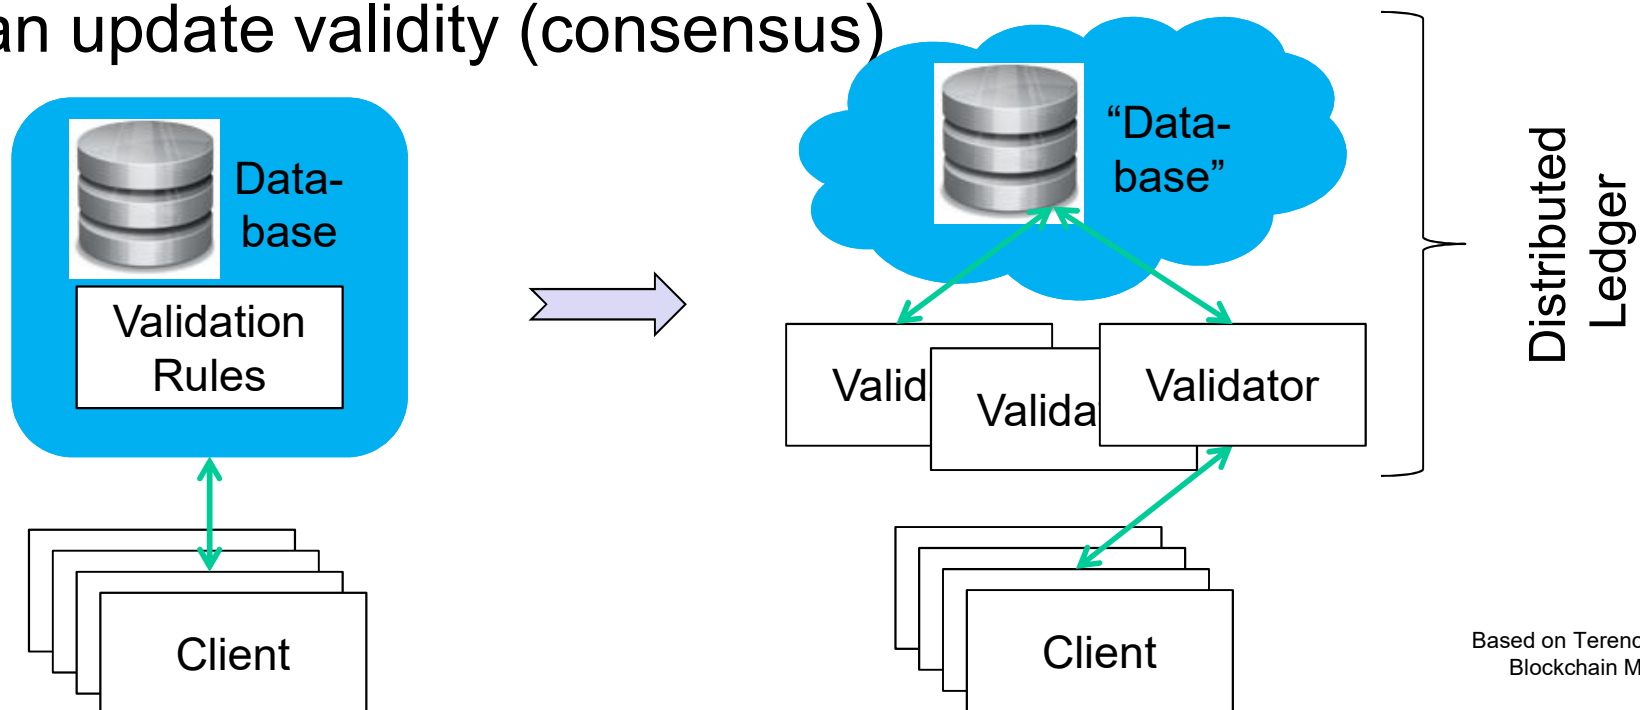 an update validity (consensus)
Data-
base
Validation
Rules
Client
“Data-
base”
Valid
Valida
Validator
Client
Distributed
Ledger
Based on Terenc
Blockchain M